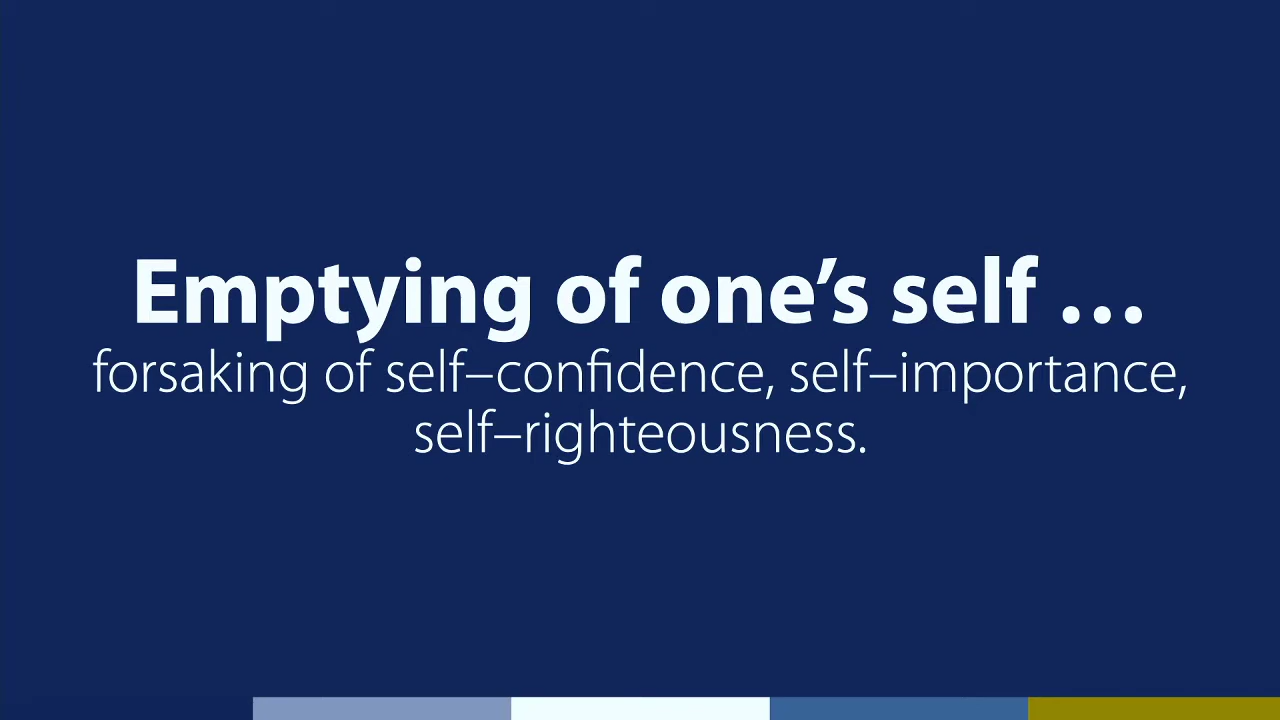 Emptying of one’s self …
forsaking of self–confidence, self–importance,
self–righteousness.